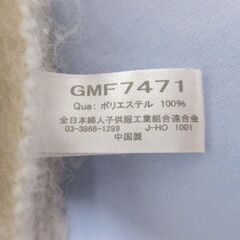 GMF7471
Qua: ポリエステル 100%
全日本婦人子供服工業組合連合会
03-3866-1299 J-HO 1001
中国製